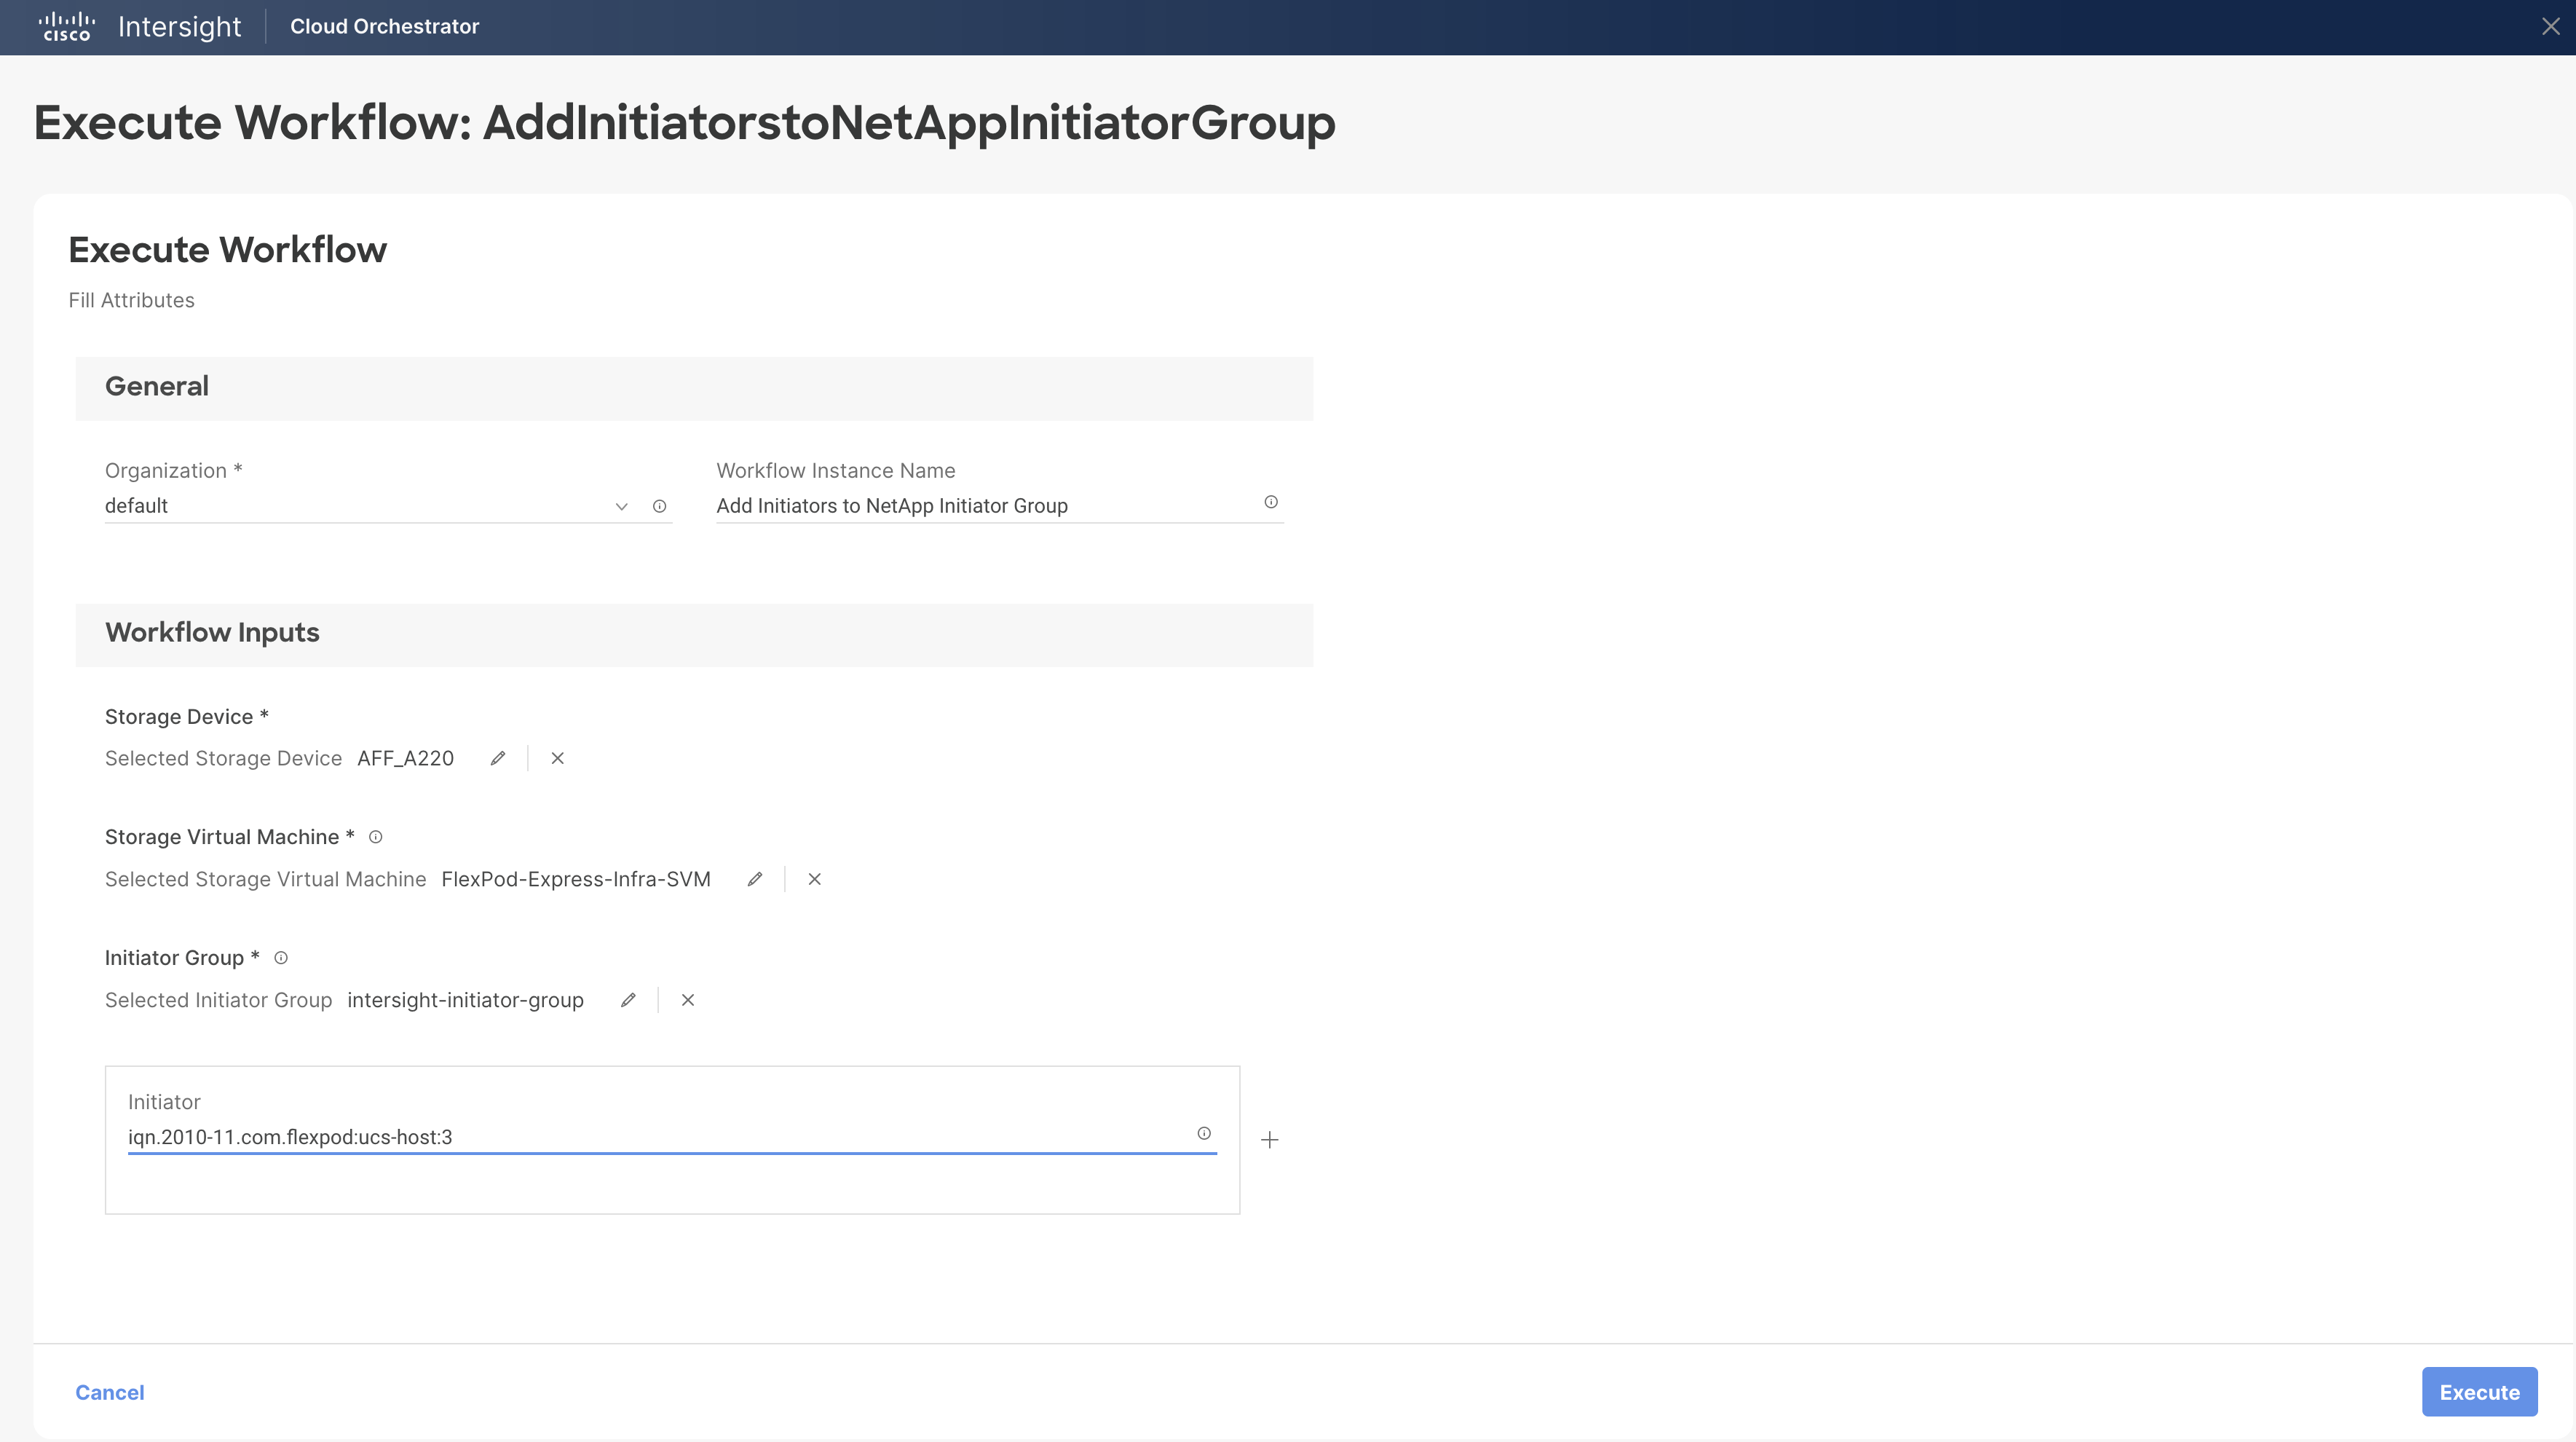 cisco Intersight Cloud Orchestrator
Execute Workflow: AddInitiatorstoNetAppInitiatorGroup
Execute Workflow
Fill Attributes
General
Organization * Workflow Instance Name
default Add Initiators to NetApp Initiator Group
Workflow Inputs
Storage Device *
Selected Storage Device AFF_A220
Storage Virtual Machine *
Selected Storage Virtual Machine FlexPod-Express-Infra-SVM
Initiator Group *
Selected Initiator Group intersight-initiator-group
Initiator
iqn.2010-11.com.flexpod:ucs-host:3
Cancel Execute